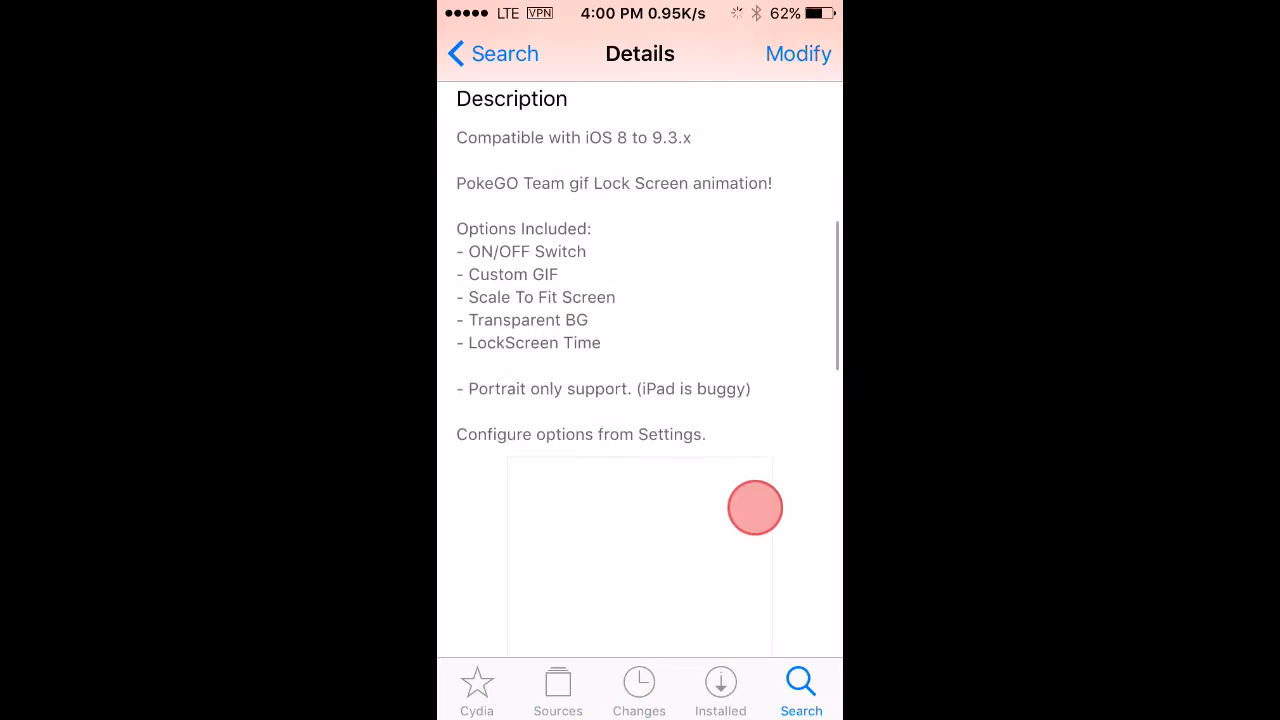 LTE VPN 4:00 PM 0.95K/s 62%
Search Details Modify
Description
Compatible with iOS 8 to 9.3.x
PokeGO Team gif Lock Screen animation!
Options Included:
- ON/OFF Switch
- Custom GIF
- Scale To Fit Screen
- Transparent BG
- LockScreen Time
- Portrait only support. (iPad is buggy)
Configure options from Settings.
Cydia Sources Changes Installed Search